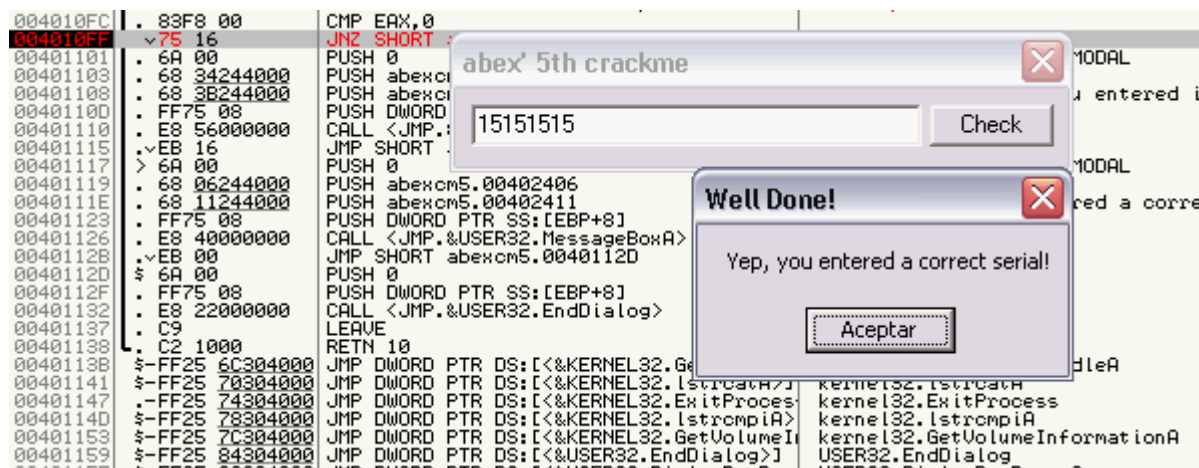 004010FC . 83F8 00 CMP EAX,0
004010FF 75 16 JNZ SHORT
00401101 . 6A 00 PUSH 0 MODAL
abex' 5th crackme
00401103 . 68 34244000 PUSH
00401108 . 68 3B244000 PUSH entered
0040110D . FF75 08 PUSH DWORD
15151515 Check
00401110 . E8 56000000 CALL
00401115 . EB 16 JMP SHORT
00401117 > 6A 00 PUSH 0 MODAL
00401119 . 68 06244000 PUSH abexcm5.00402406
0040111E . 68 11244000 PUSH abexcm5.00402411
Well Done!
00401123 . FF75 08 PUSH DWORD PTR SS:[EBP+8]
00401126 . E8 40000000 CALL <JMP.&USER32.MessageBoxA>
0040112B . EB 00 JMP SHORT abexcm5.0040112D
Yep, you entered a correct serial!
0040112D $ 6A 00 PUSH 0
0040112F . FF75 08 PUSH DWORD PTR SS:[EBP+8]
00401132 . E8 22000000 CALL <JMP.&USER32.EndDialog>
Aceptar
00401137 . C9 LEAVE
00401138 . C2 1000 RETN 10
0040113B $-FF25 6C304000 JMP DWORD PTR DS:[<&KERNEL32.Ge
00401141 $-FF25 70304000 JMP DWORD PTR DS:[<&KERNEL32.lstrcatA>] kernel32.lstrcatA
00401147 .-FF25 74304000 JMP DWORD PTR DS:[<&KERNEL32.ExitProces kernel32.ExitProcess
0040114D $-FF25 78304000 JMP DWORD PTR DS:[<&KERNEL32.lstrcmpiA> kernel32.lstrcmpiA
00401153 $-FF25 7C304000 JMP DWORD PTR DS:[<&KERNEL32.GetVolumeI kernel32.GetVolumeInformationA
00401159 $-FF25 84304000 JMP DWORD PTR DS:[<&USER32.EndDialog>] USER32.EndDialog